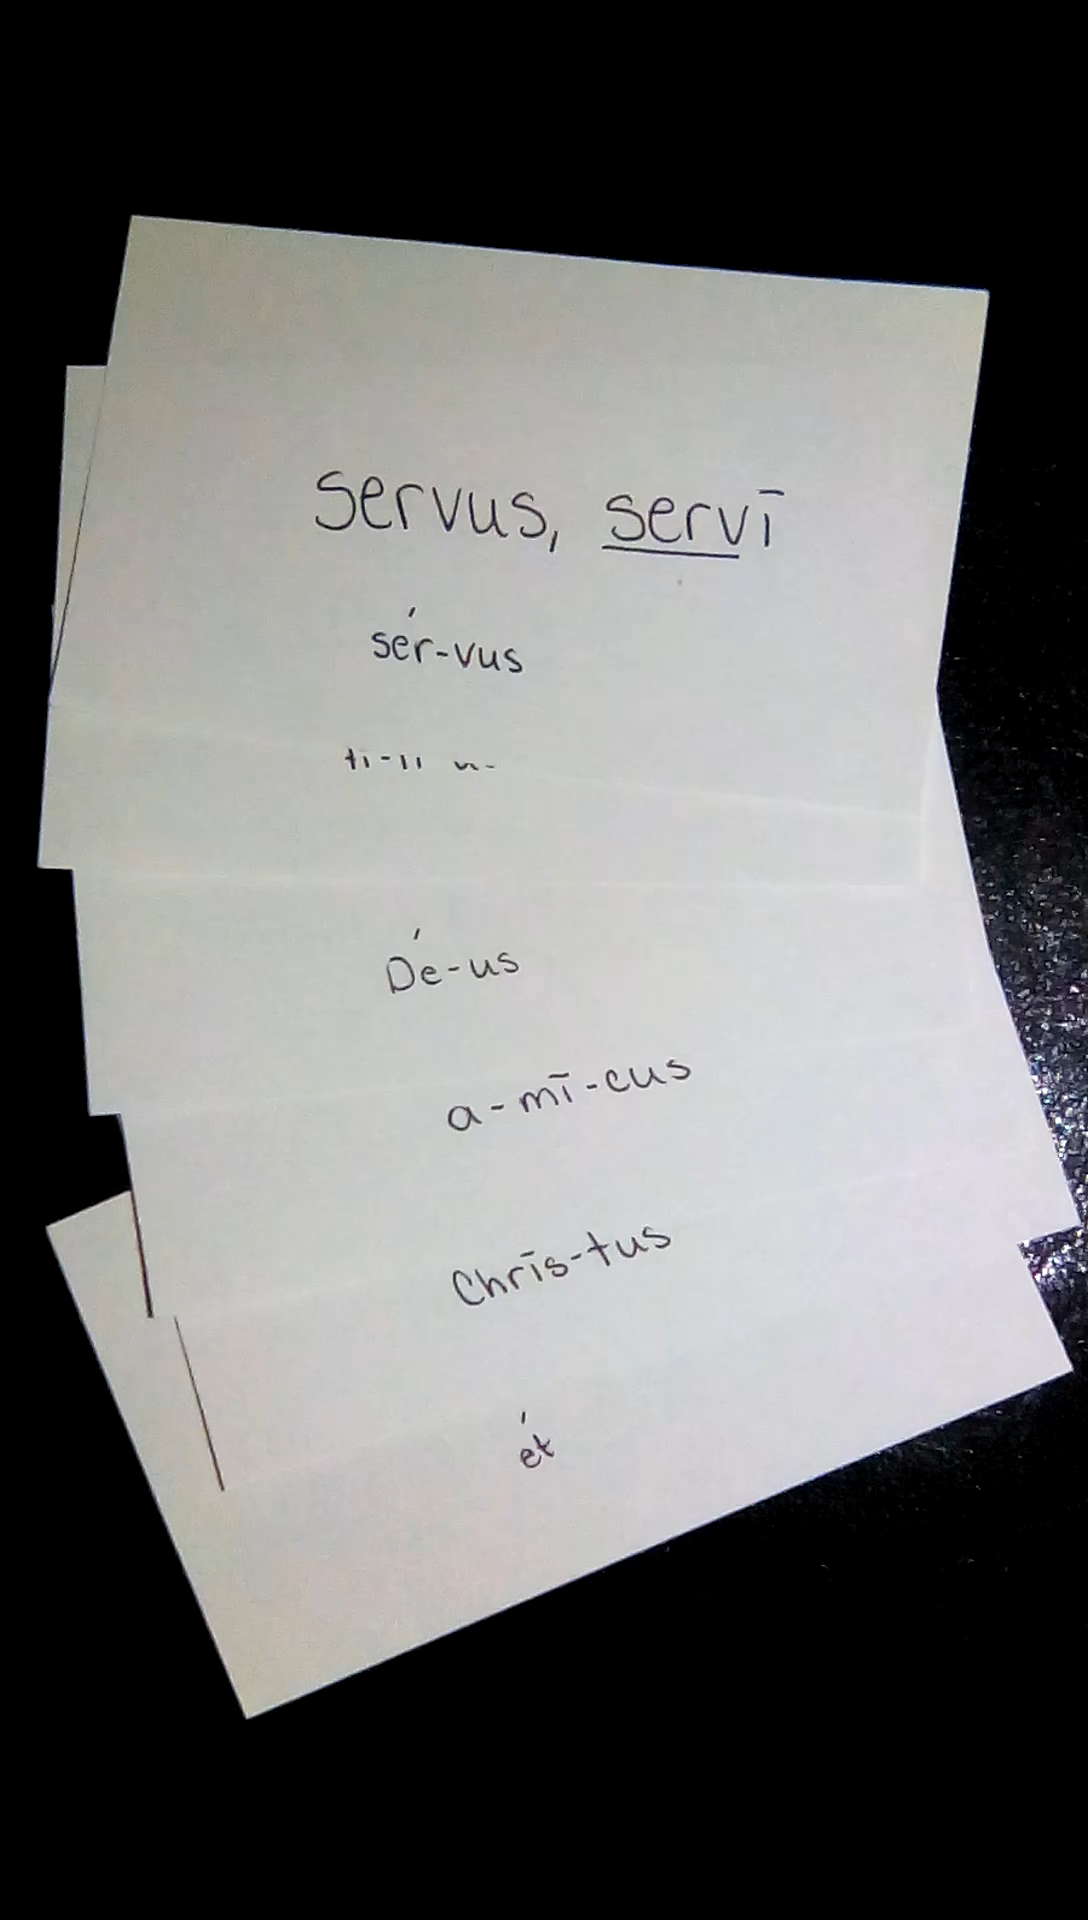 servus, servī
sér-vus
Dé-us
a-mī-cus
Chrīs-tus
ét